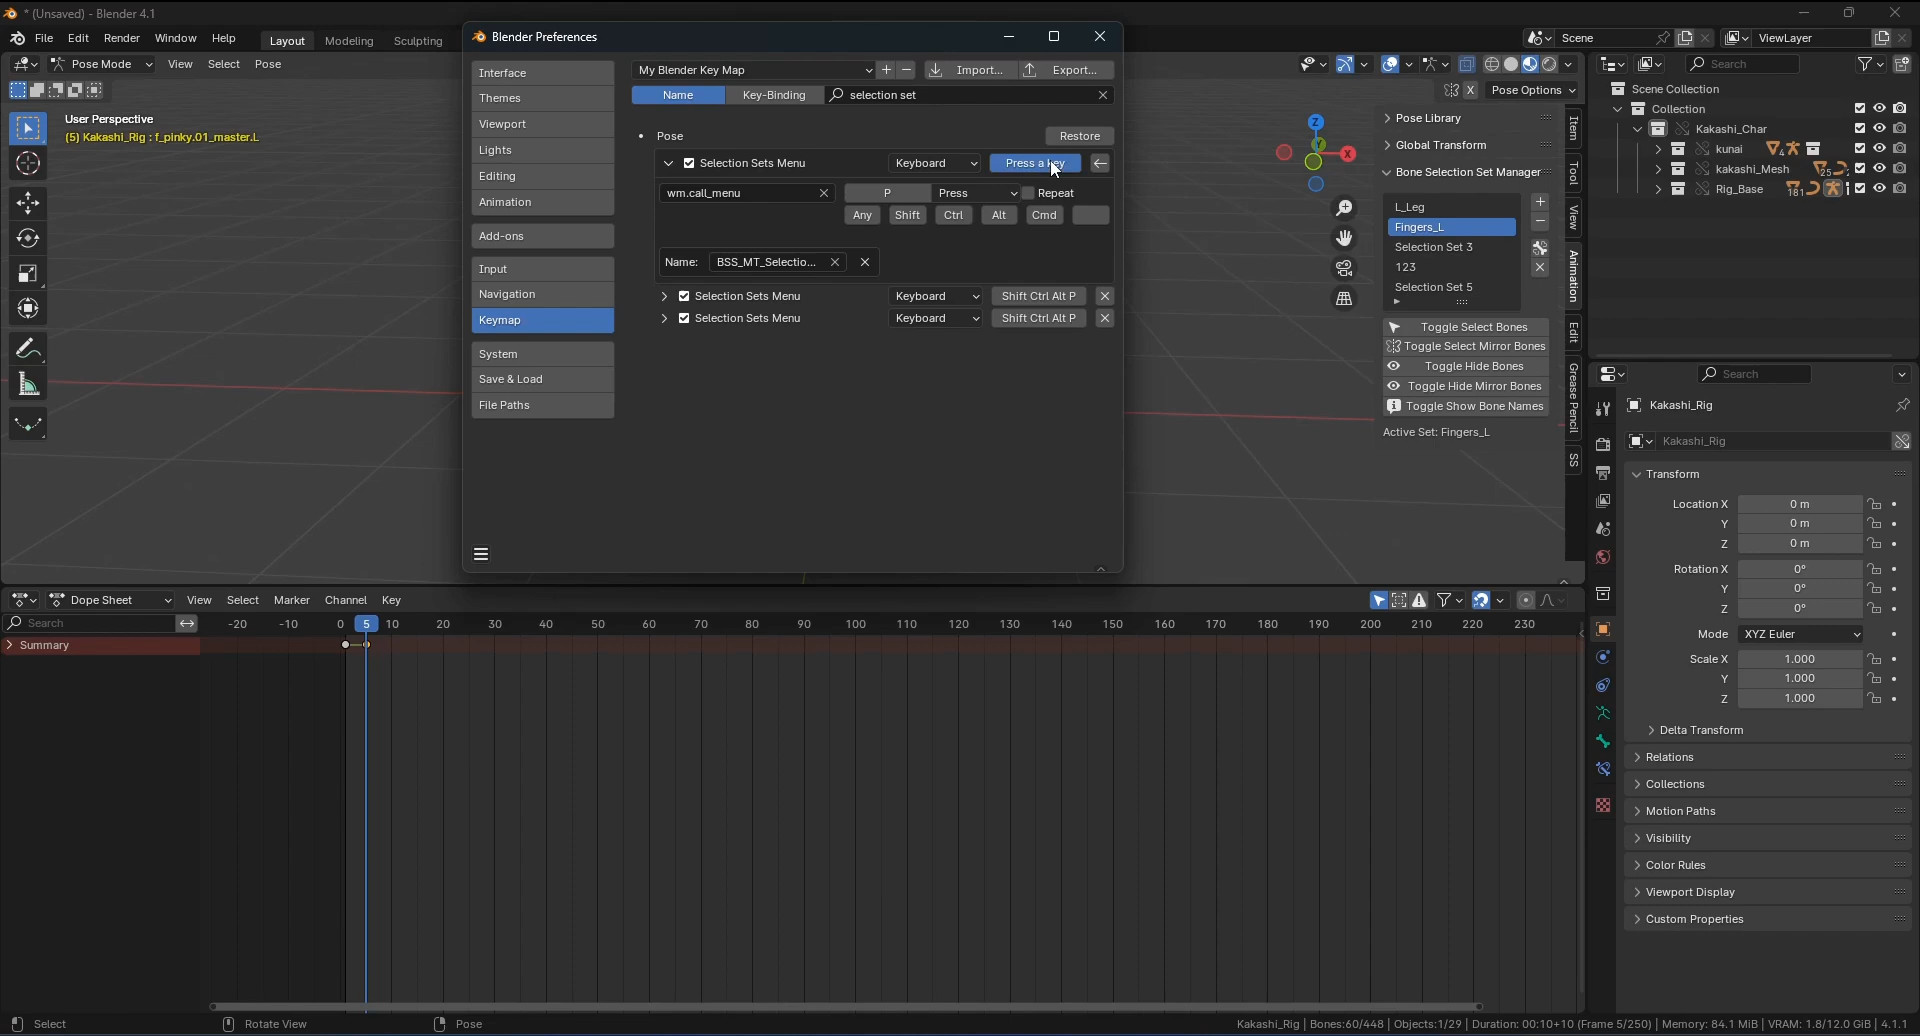 * (Unsaved) - Blender 4.1
File Edit Render Window Help
Layout Modeling Sculpting
Scene
ViewLayer
Pose Mode View Select Pose
User Perspective
(5) Kakashi_Rig : f_pinky.01_master.L
Blender Preferences
Interface
Themes
Viewport
Lights
Editing
Animation
Add-ons
Input
Navigation
Keymap
System
Save & Load
File Paths
My Blender Key Map
Import...
Export...
Name
Key-Binding
selection set
Pose
Restore
Selection Sets Menu Keyboard Press a key
wm.call_menu P Press Repeat
Any Shift Ctrl Alt Cmd
Name: BSS_MT_Selectio...
Selection Sets Menu Keyboard Shift Ctrl Alt P
Selection Sets Menu Keyboard Shift Ctrl Alt P
X Pose Options
Z
Y
X
Pose Library
Global Transform
Bone Selection Set Manager
L_Leg
Fingers_L
Selection Set 3
123
Selection Set 5
Toggle Select Bones
Toggle Select Mirror Bones
Toggle Hide Bones
Toggle Hide Mirror Bones
Toggle Show Bone Names
Active Set: Fingers_L
Item
Tool
View
Animation
Edit
Grease Pencil
SS
Search
Scene Collection
Collection
Kakashi_Char
kunai 4
kakashi_Mesh 25 2
Rig_Base 181
Search
Kakashi_Rig
Kakashi_Rig
Transform
Location X 0 m
Y 0 m
Z 0 m
Rotation X 0°
Y 0°
Z 0°
Mode XYZ Euler
Scale X 1.000
Y 1.000
Z 1.000
Delta Transform
Relations
Collections
Motion Paths
Visibility
Color Rules
Viewport Display
Custom Properties
Dope Sheet View Select Marker Channel Key
Search
-20 -10 0 5 10 20 30 40 50 60 70 80 90 100 110 120 130 140 150 160 170 180 190 200 210 220 230
Summary
Select Rotate View Pose
Kakashi_Rig | Bones:60/448 | Objects:1/29 | Duration: 00:10+10 (Frame 5/250) | Memory: 84.1 MiB | VRAM: 1.8/12.0 GiB | 4.1.1